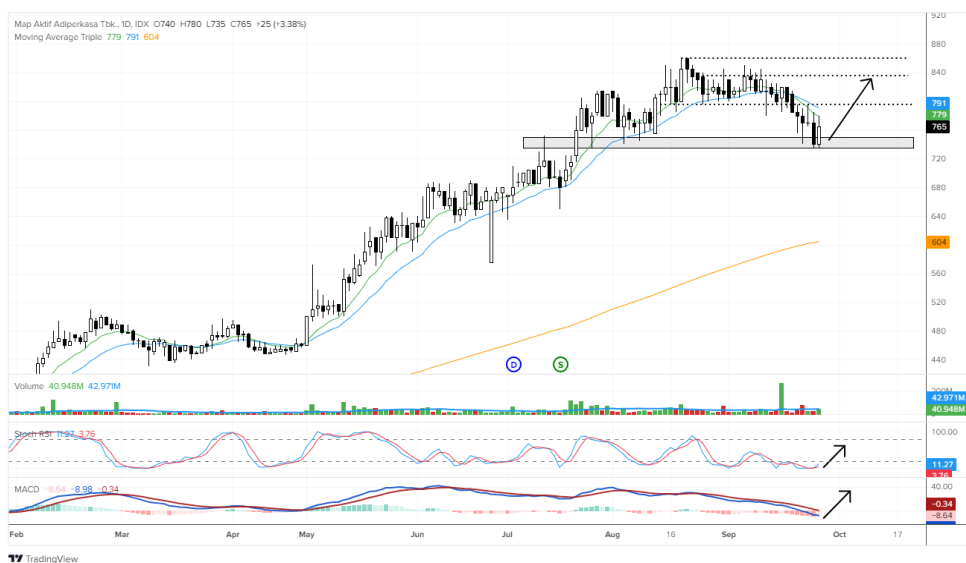 Map Aktif Adiperkasa Tbk., 1D, IDX O740 H780 L735 C765 +25 (+3.38%)
Moving Average Triple 779 791 604
920
880
840
791
779
765
720
680
640
604
560
520
480
440
D
S
Volume 40.948M 42.971M
200M
42.971M
40.948M
Stoch RSI 11.27 3.76
100.00
11.27
3.76
MACD -8.64 -8.98 -0.34
40.00
-0.34
-8.64
Feb Mar Apr May Jun Jul Aug 16 Sep Oct 17
TradingView